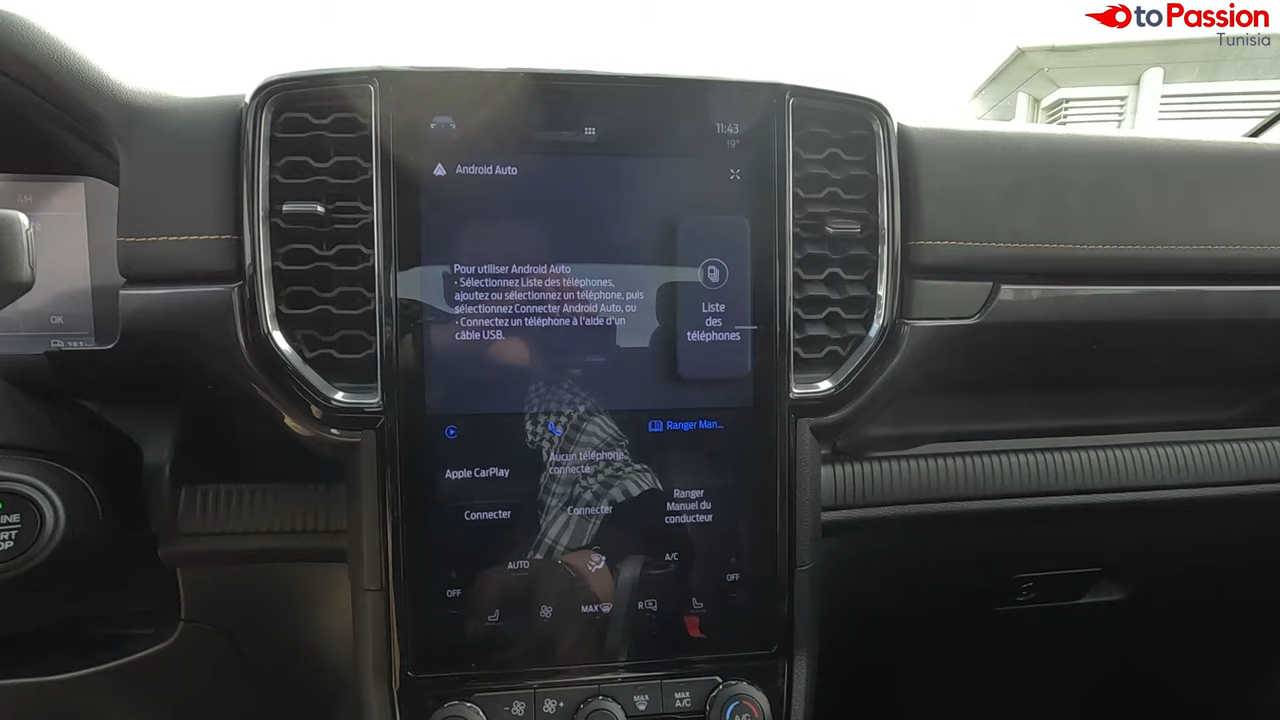 otoPassion
Tunisia
11:43
19°
Android Auto
Pour utiliser Android Auto
• Sélectionnez Liste des téléphones,
ajoutez ou sélectionnez un téléphone, puis
sélectionnez Connecter Android Auto, ou
• Connectez un téléphone à l'aide d'un
câble USB.
Liste
des
téléphones
4H
OK
Ranger Man...
Apple CarPlay
Aucun téléphone
connecté
Connecter
Connecter
Ranger
Manuel du
conducteur
AUTO
A/C
OFF
OFF
MAX
R
MAX
MAX
A/C
A/C